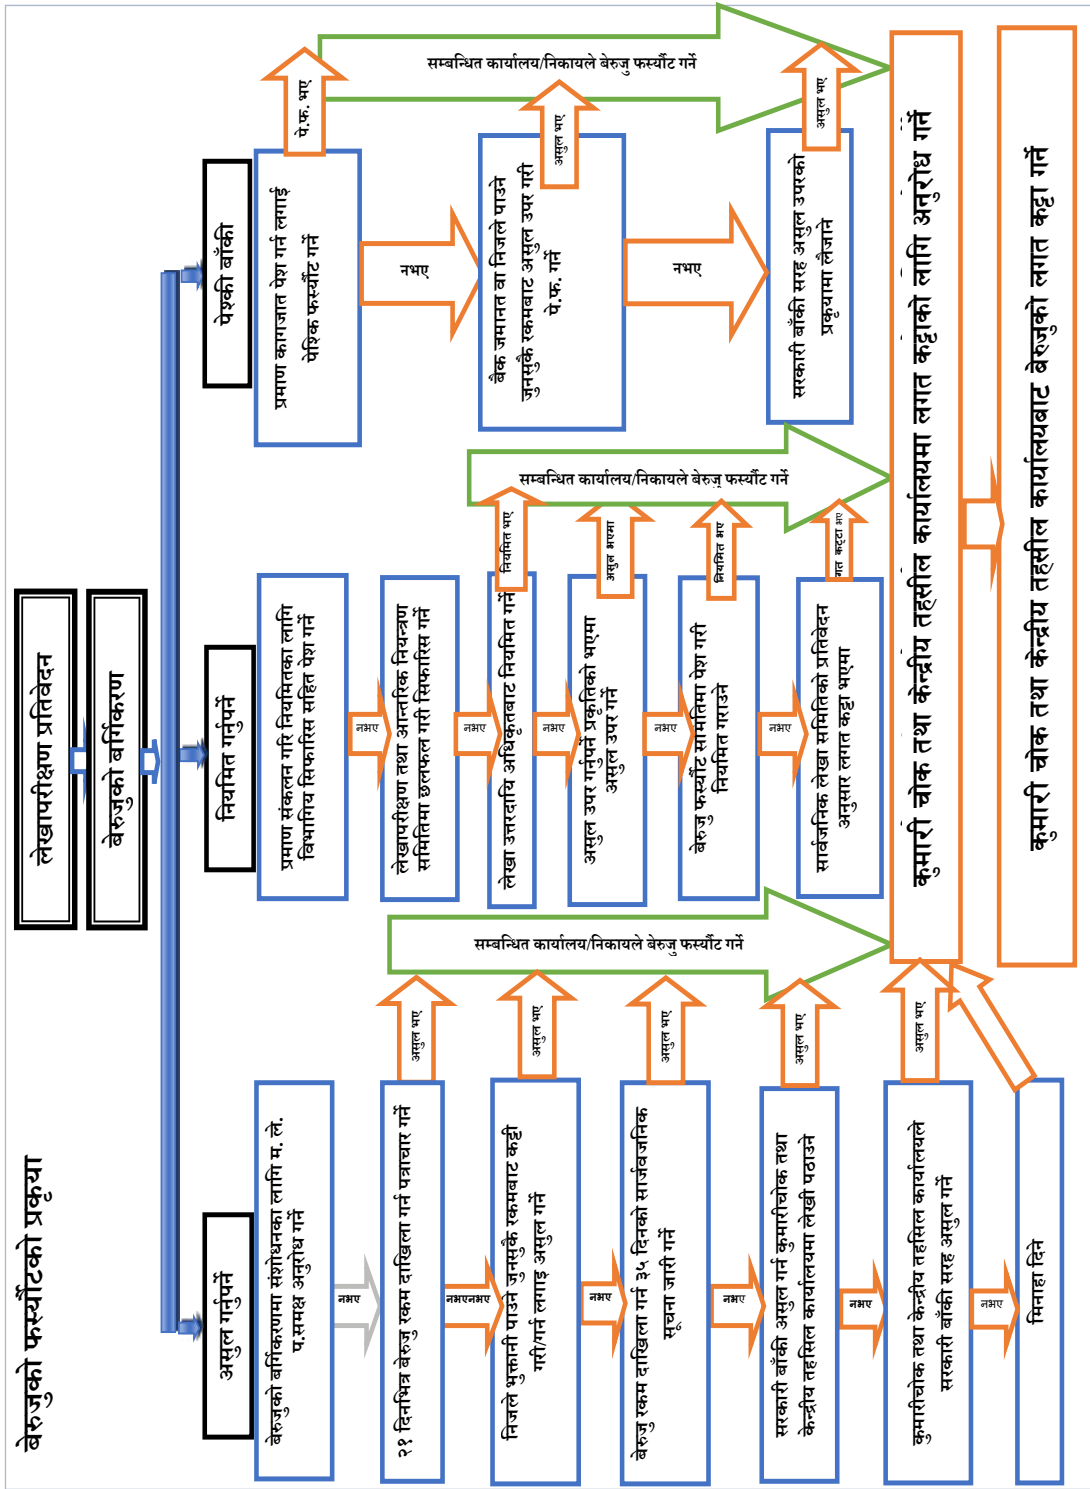 बेरुजुको फर्स्यौटको प्रकृया
लेखापरीक्षण प्रतिवेदन
बेरुजुको बर्गिकरण
असुल गर्नुपर्ने
नियमित गर्नुपर्ने
पेश्की बाँकी
बेरुजुको बर्गिकरणमा संशोधनका लागि म. ले.
प.समक्ष अनुरोध गर्ने
नभए
२१ दिनभित्र बेरुजु रकम दाखिला गर्न पत्राचार गर्ने
असुल भए
नभएनभए
निजले भुक्तानी पाउने जुनसुकै रकमबाट कट्टी
गरी/गर्न लगाइ असुल गर्ने
असुल भए
नभए
बेरुजु रकम दाखिला गर्न ३५ दिनको सार्जवजनिक
सूचना जारी गर्ने
असुल भए
नभए
सरकारी बाँकी असुल गर्न कुमारीचोक तथा
केन्द्रीय तहसिल कार्यालयमा लेखी पठाउने
असुल भए
नभए
कुमारीचोक तथा केन्द्रीय तहसिल कार्यालयले
सरकारी बाँकी सरह असुल गर्ने
असुल भए
नभए
मिनाहा दिने
सम्बन्धित कार्यालय/निकायले बेरुजु फर्स्यौट गर्ने
प्रमाण संकलन गरि नियमितका लागि
विभागिय सिफारिस सहित पेश गर्ने
नभए
लेखापरीक्षण तथा आन्तरिक नियन्त्रण
समितिमा छलफल गरी सिफारिस गर्ने
नभए
लेखा उत्तरदायि अधिकृतबाट नियमित गर्ने
नियमित भए
नभए
असुल उपर गर्नुपर्ने प्रकृतिको भएमा
असुल उपर गर्ने
असुल भएमा
नभए
बेरुजु फर्स्यौट समितिमा पेश गरी
नियमित गराउने
नियमित भए
नभए
सार्वजनिक लेखा समितिको प्रतिवेदन
अनुसार लगत कट्टा भएमा
कट्टा भए
सम्बन्धित कार्यालय/निकायले बेरुजु फर्स्यौट गर्ने
प्रमाण कागजात पेश गर्न लगाई
पेश्कि फर्स्यौट गर्ने
पे.फ. भए
नभए
बैक जमानत वा निजले पाउने
जुनसुकै रकमबाट असुल उपर गरी
पे.फ. गर्ने
असुल भए
नभए
सरकारी बाँकी सरह असुल उपरको
प्रकृयामा लैजाने
असुल भए
सम्बन्धित कार्यालय/निकायले बेरुजु फर्स्यौट गर्ने
कुमारी चोक तथा केन्द्रीय तहसील कार्यालयमा लगत कट्टाको लागि अनुरोध गर्ने
कुमारी चोक तथा केन्द्रीय तहसील कार्यालयबाट बेरुजुको लगत कट्टा गर्ने